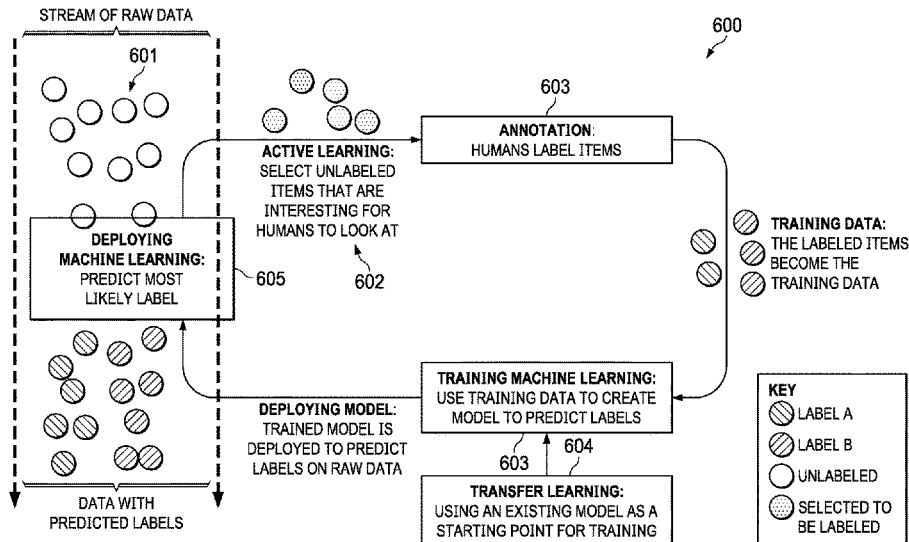 STREAM OF RAW DATA
601
600
603
ANNOTATION:
HUMANS LABEL ITEMS
ACTIVE LEARNING:
SELECT UNLABELED
ITEMS THAT ARE
INTERESTING FOR
HUMANS TO LOOK AT
602
DEPLOYING
MACHINE LEARNING:
PREDICT MOST
LIKELY LABEL
605
TRAINING DATA:
THE LABELED ITEMS
BECOME THE
TRAINING DATA
TRAINING MACHINE LEARNING:
USE TRAINING DATA TO CREATE
MODEL TO PREDICT LABELS
603
604
DEPLOYING MODEL:
TRAINED MODEL IS
DEPLOYED TO PREDICT
LABELS ON RAW DATA
TRANSFER LEARNING:
USING AN EXISTING MODEL AS A
STARTING POINT FOR TRAINING
DATA WITH
PREDICTED LABELS
KEY
LABEL A
LABEL B
UNLABELED
SELECTED TO
BE LABELED